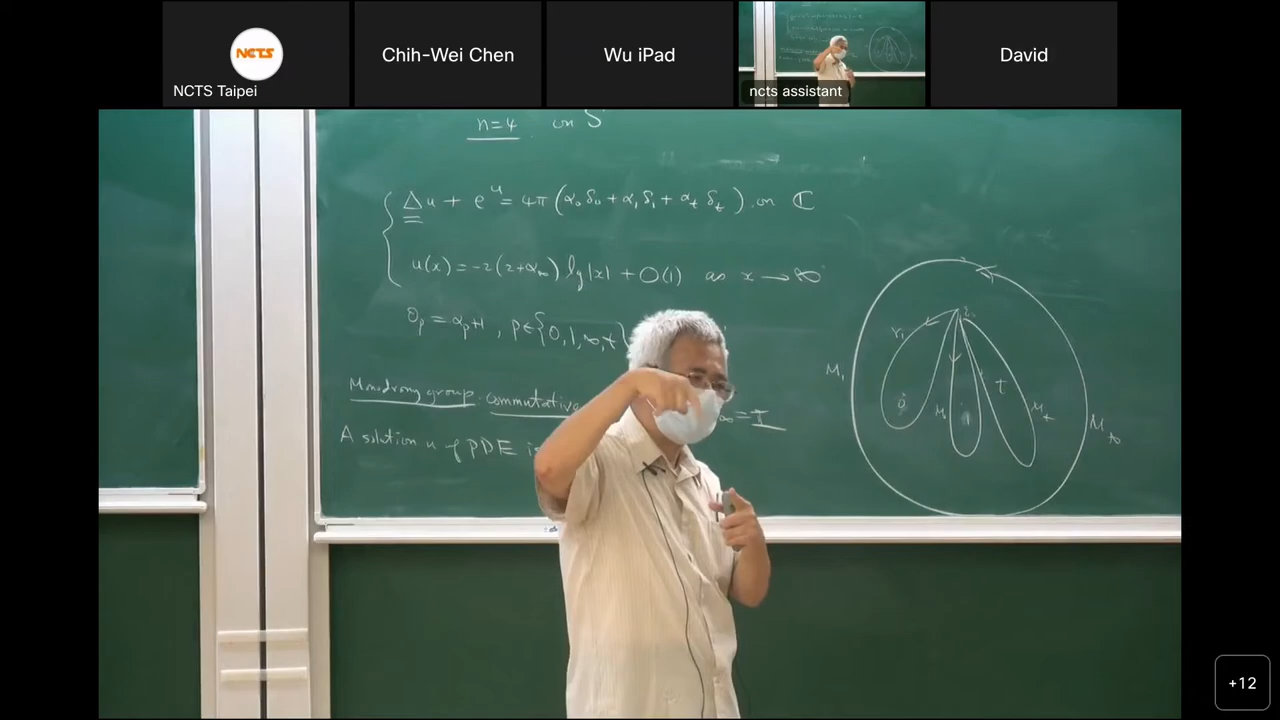 NCTS
NCTS Taipei
Chih-Wei Chen
Wu iPad
ncts assistant
David
n=4 on S
Δu + e^u = 4π(α₀δ₀ + α₁δ₁ + α_tδ_t) on ℂ
u(x) = -2(2+α_∞) lg|x| + O(1) as x → ∞
θ_p = α_p+1, p∈{0,1,∞,t}
Monodromy group commutative
∞ = I
A solution u of PDE is
γ₁
0
M₁
t
M_t
M_∞
+12